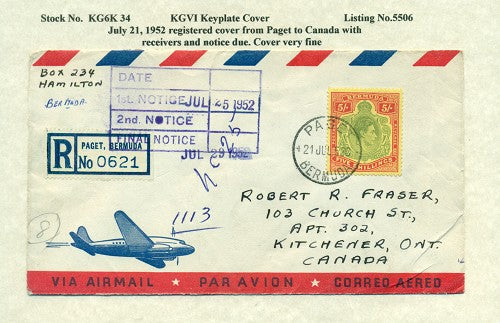 Stock No. KG6K 34 KGVI Keyplate Cover Listing No.5506
July 21, 1952 registered cover from Paget to Canada with
receivers and notice due. Cover very fine
BOX 234
HAMILTON
BERMUDA
DATE
1st. NOTICE JUL 25 1952
2nd. NOTICE
FINAL NOTICE
JUL 29 1952
R PAGET, BERMUDA
No 0621
BERMUDA
5/- 5/-
FIVE SHILLINGS
PAGET
21 JUL
BERMUDA
ROBERT R. FRASER,
103 CHURCH ST.,
APT. 302,
KITCHENER, ONT.
CANADA
1113
8
VIA AIRMAIL PAR AVION CORREO AEREO